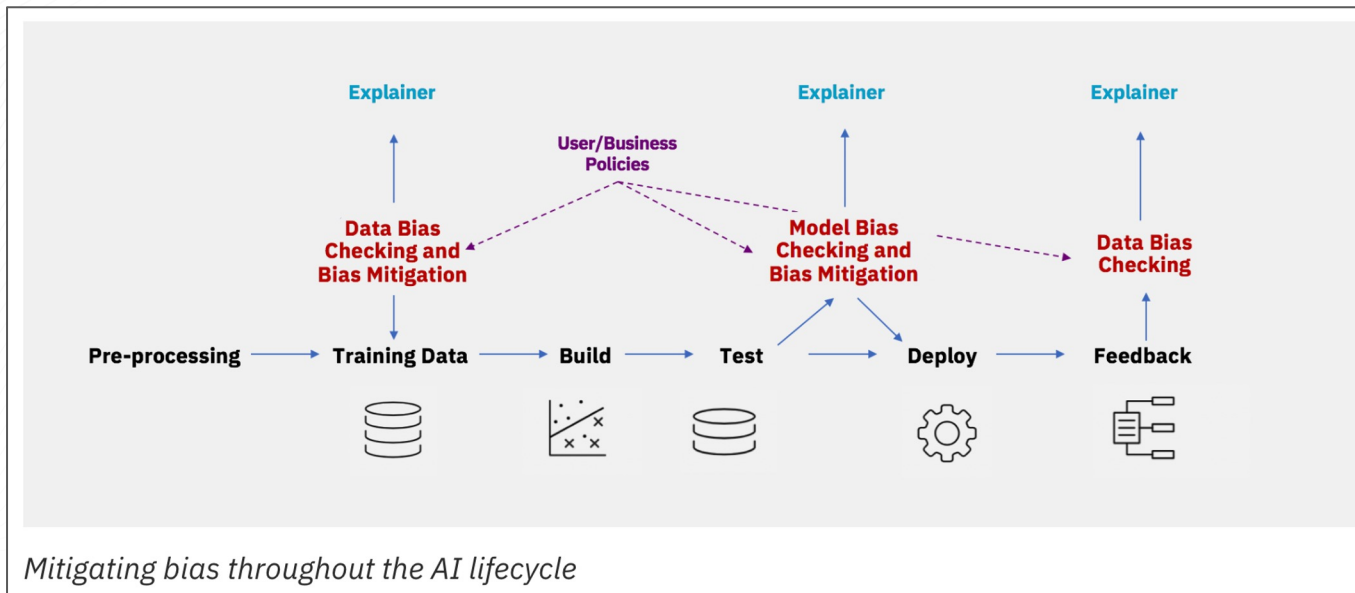 Explainer
Explainer
Explainer
User/Business
Policies
Data Bias
Checking and
Bias Mitigation
Model Bias
Checking and
Bias Mitigation
Data Bias
Checking
Pre-processing
Training Data
Build
Test
Deploy
Feedback
Mitigating bias throughout the AI lifecycle